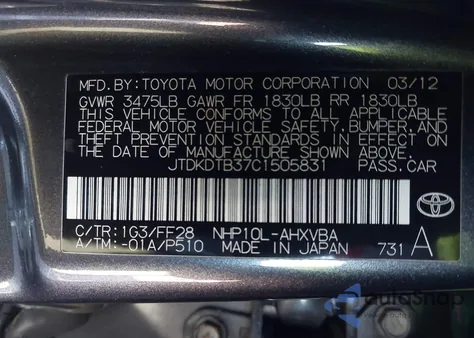 MFD. BY: TOYOTA MOTOR CORPORATION 03/12
GVWR 3475LB GAWR FR 1830LB RR 1830LB
THIS VEHICLE CONFORMS TO ALL APPLICABLE
FEDERAL MOTOR VEHICLE SAFETY, BUMPER, AND
THEFT PREVENTION STANDARDS IN EFFECT ON
THE DATE OF MANUFACTURE SHOWN ABOVE.
JTDKDTB37C1505831 PASS. CAR
C/TR: 1G3/FF28 NHP10L-AHXVBA
A/TM: -01A/P510 MADE IN JAPAN 731 A
AutoSnap